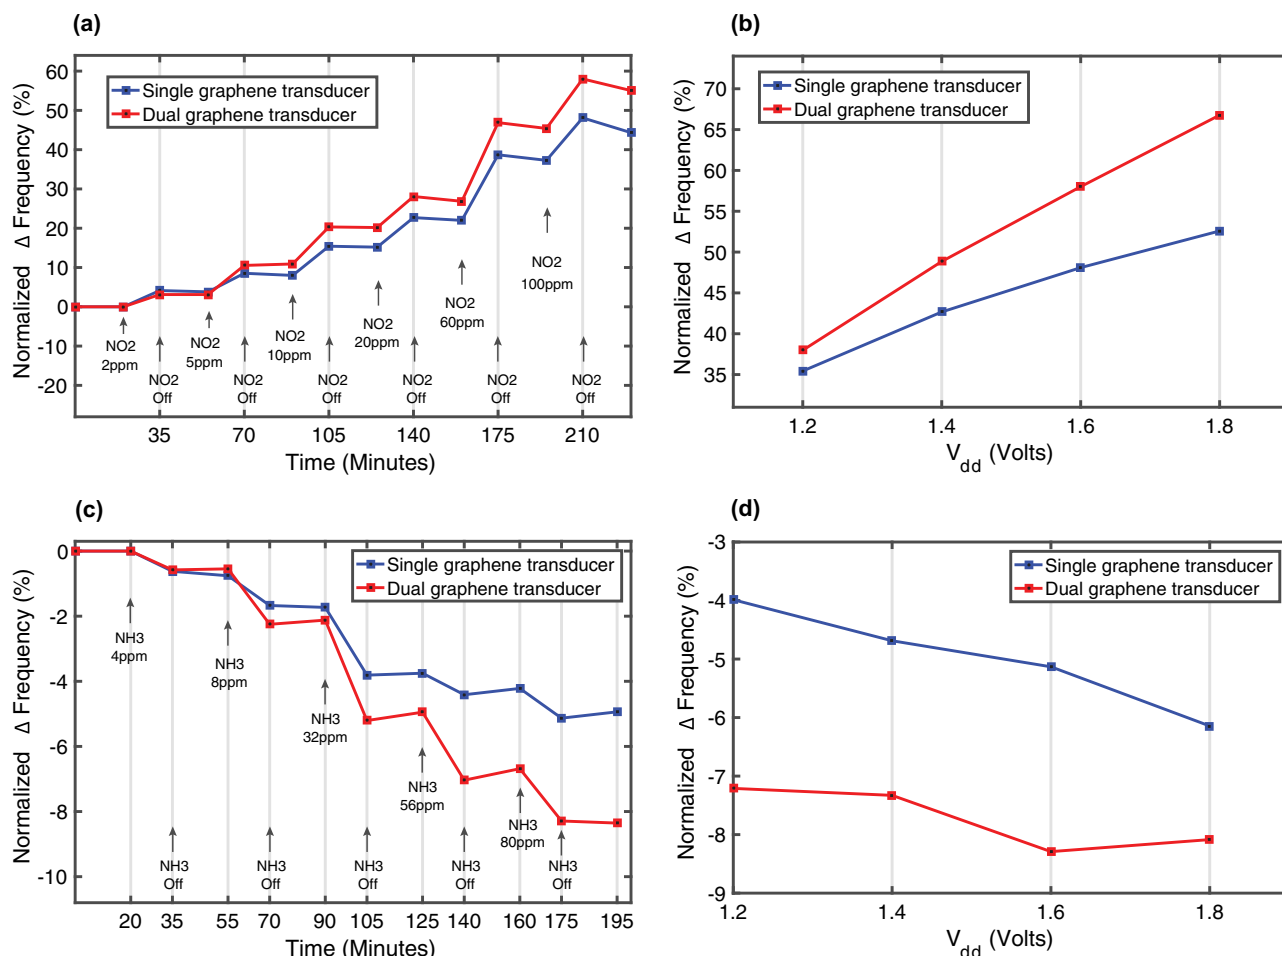 (a)
Normalized Δ Frequency (%)
60
50
40
30
20
10
0
-10
-20
Single graphene transducer
Dual graphene transducer
NO2
2ppm
NO2
5ppm
NO2
10ppm
NO2
20ppm
NO2
60ppm
NO2
100ppm
NO2
Off
NO2
Off
NO2
Off
NO2
Off
NO2
Off
NO2
Off
35 70 105 140 175 210
Time (Minutes)
(b)
Normalized Δ Frequency (%)
70
65
60
55
50
45
40
35
Single graphene transducer
Dual graphene transducer
1.2 1.4 1.6 1.8
Vdd (Volts)
(c)
Normalized Δ Frequency (%)
0
-2
-4
-6
-8
-10
Single graphene transducer
Dual graphene transducer
NH3
4ppm
NH3
8ppm
NH3
32ppm
NH3
56ppm
NH3
80ppm
NH3
Off
NH3
Off
NH3
Off
NH3
Off
NH3
Off
20 35 55 70 90 105 125 140 160 175 195
Time (Minutes)
(d)
Normalized Δ Frequency (%)
-3
-4
-5
-6
-7
-8
-9
Single graphene transducer
Dual graphene transducer
1.2 1.4 1.6 1.8
Vdd (Volts)